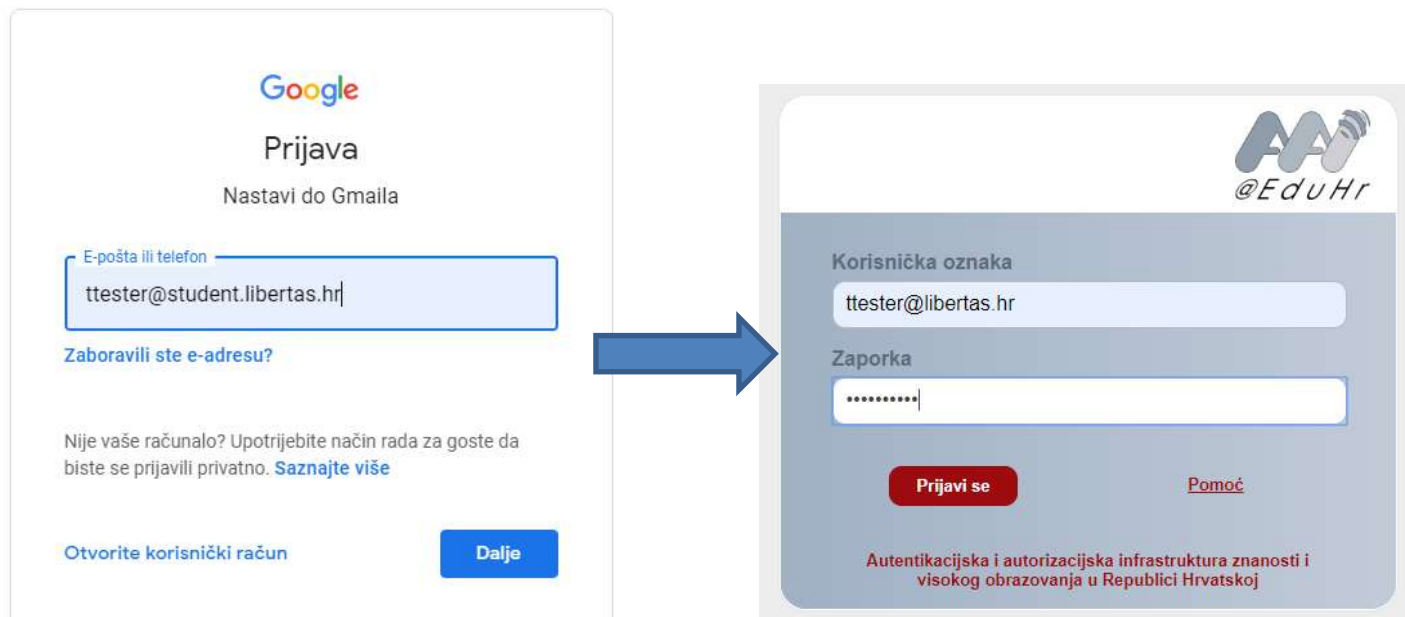 Google
Prijava
Nastavi do Gmaila
E-pošta ili telefon
ttester@student.libertas.hr
Zaboravili ste e-adresu?
Nije vaše računalo? Upotrijebite način rada za goste da
biste se prijavili privatno. Saznajte više
Otvorite korisnički račun
Dalje
AAI
@EduHr
Korisnička oznaka
ttester@libertas.hr
Zaporka
••••••••••
Prijavi se
Pomoć
Autentikacijska i autorizacijska infrastruktura znanosti i
visokog obrazovanja u Republici Hrvatskoj